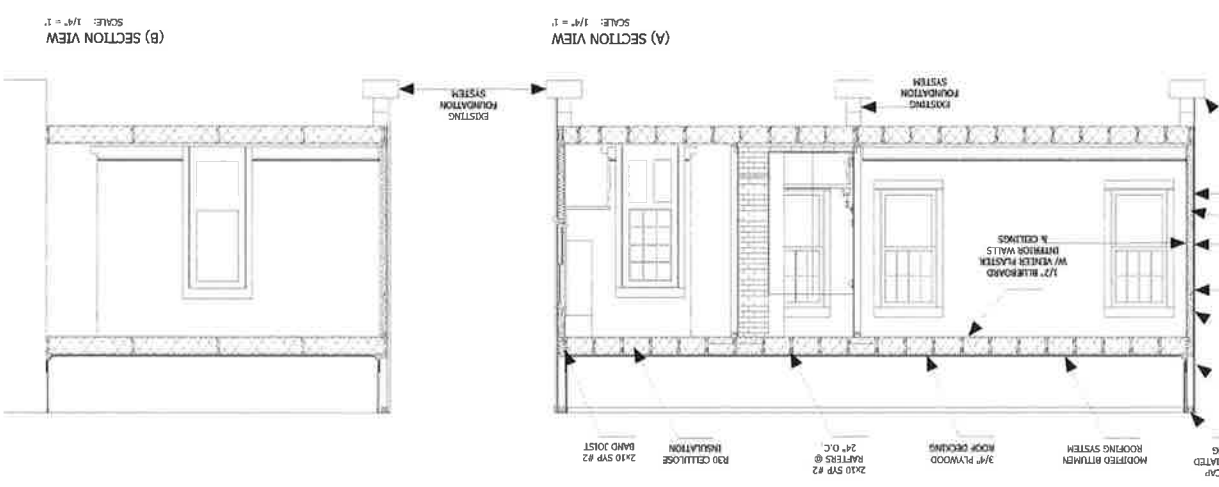 CAP
LATED
G
MODIFIED BITUMEN
ROOFING SYSTEM
3/4" PLYWOOD
ROOF DECKING
2x10 SYP #2
RAFTERS @
24" O.C.
R30 CELLULOSE
INSULATION
2x10 SYP #2
BAND JOIST
1/2" BLUEBOARD
W/ VENEER PLASTER
INTERIOR WALLS
& CEILINGS
EXISTING
FOUNDATION
SYSTEM
EXISTING
FOUNDATION
SYSTEM
(A) SECTION VIEW
SCALE: 1/4" = 1'
(B) SECTION VIEW
SCALE: 1/4" = 1'